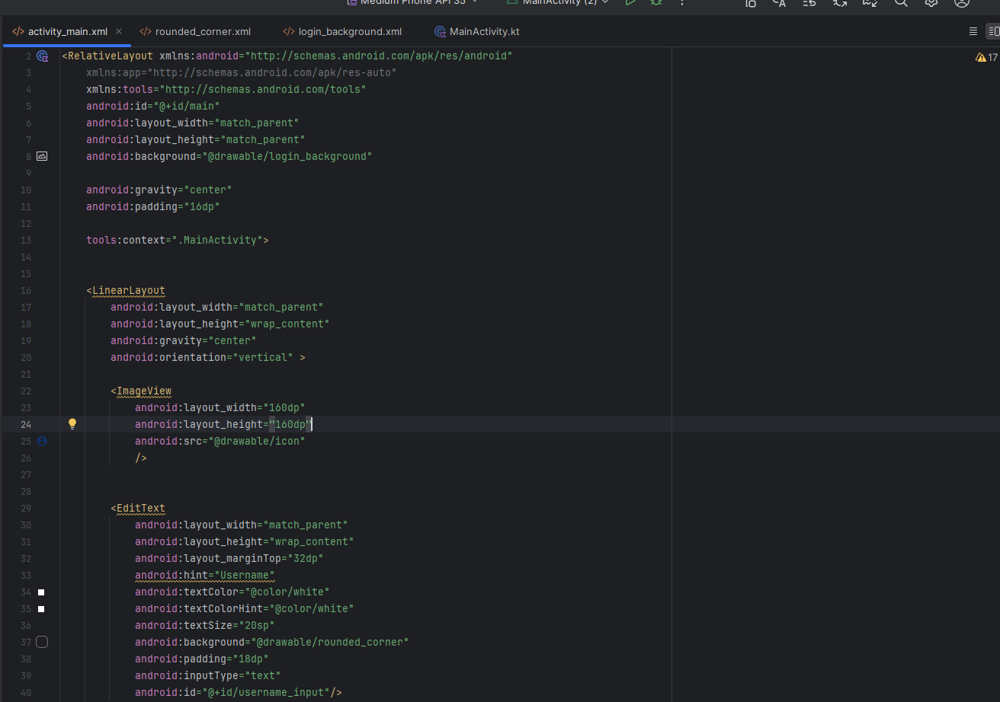 Medium Phone API 35
MainActivity (2)
activity_main.xml
rounded_corner.xml
login_background.xml
MainActivity.kt
17
2 <RelativeLayout xmlns:android="http://schemas.android.com/apk/res/android"
3 xmlns:app="http://schemas.android.com/apk/res-auto"
4 xmlns:tools="http://schemas.android.com/tools"
5 android:id="@+id/main"
6 android:layout_width="match_parent"
7 android:layout_height="match_parent"
8 android:background="@drawable/login_background"
9
10 android:gravity="center"
11 android:padding="16dp"
12
13 tools:context=".MainActivity">
14
15
16 <LinearLayout
17 android:layout_width="match_parent"
18 android:layout_height="wrap_content"
19 android:gravity="center"
20 android:orientation="vertical" >
21
22 <ImageView
23 android:layout_width="160dp"
24 android:layout_height="160dp"
25 android:src="@drawable/icon"
26 />
27
28
29 <EditText
30 android:layout_width="match_parent"
31 android:layout_height="wrap_content"
32 android:layout_marginTop="32dp"
33 android:hint="Username"
34 android:textColor="@color/white"
35 android:textColorHint="@color/white"
36 android:textSize="20sp"
37 android:background="@drawable/rounded_corner"
38 android:padding="18dp"
39 android:inputType="text"
40 android:id="@+id/username_input"/>